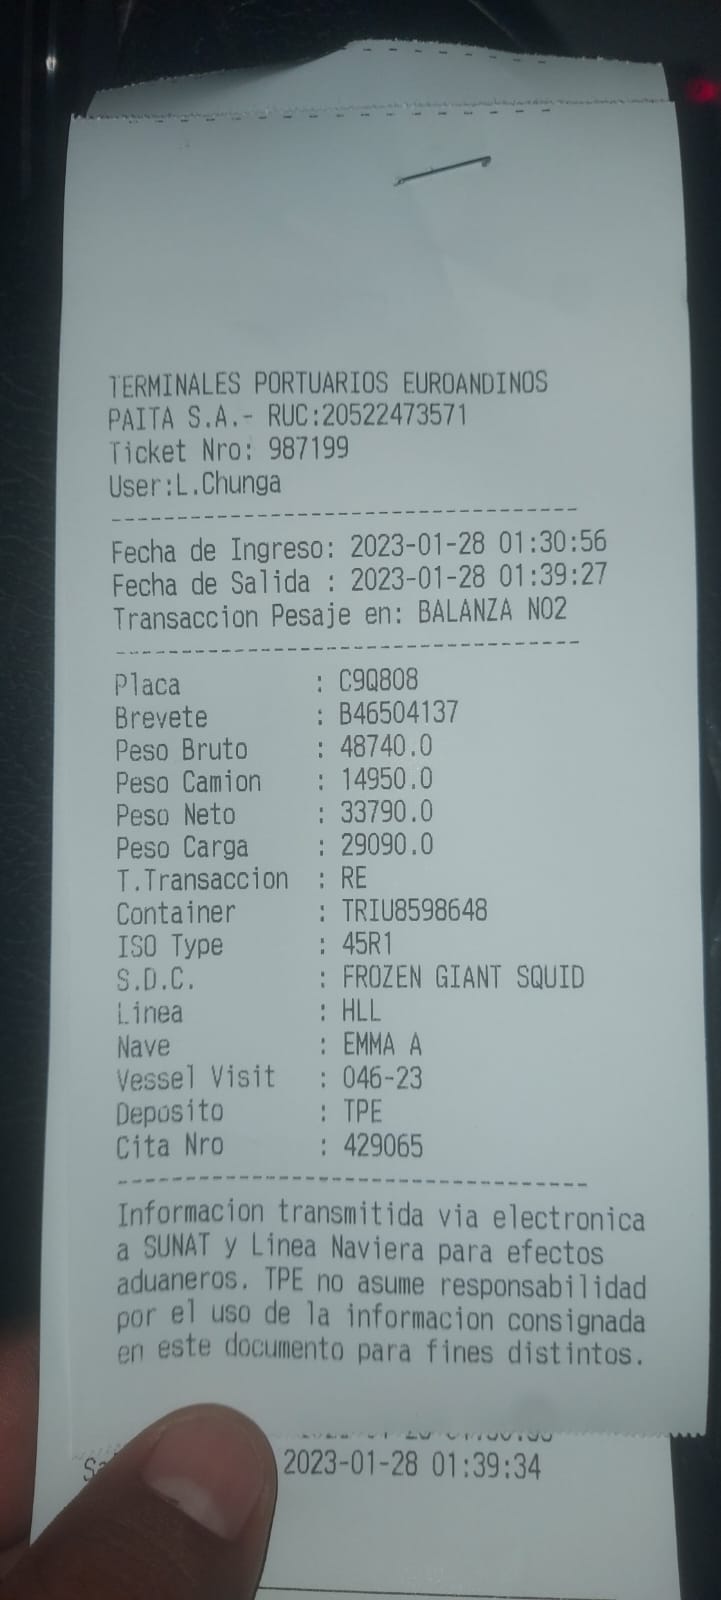 TERMINALES PORTUARIOS EUROANDINOS
PAITA S.A.- RUC:20522473571
Ticket Nro: 987199
User:L.Chunga
Fecha de Ingreso: 2023-01-28 01:30:56
Fecha de Salida : 2023-01-28 01:39:27
Transaccion Pesaje en: BALANZA NO2
Placa : C9Q808
Brevete : B46504137
Peso Bruto : 48740.0
Peso Camion : 14950.0
Peso Neto : 33790.0
Peso Carga : 29090.0
T.Transaccion : RE
Container : TRIU8598648
ISO Type : 45R1
S.D.C. : FROZEN GIANT SQUID
Linea : HLL
Nave : EMMA A
Vessel Visit : 046-23
Deposito : TPE
Cita Nro : 429065
Informacion transmitida via electronica
a SUNAT y Linea Naviera para efectos
aduaneros. TPE no asume responsabilidad
por el uso de la informacion consignada
en este documento para fines distintos.
2023-01-28 01:39:34